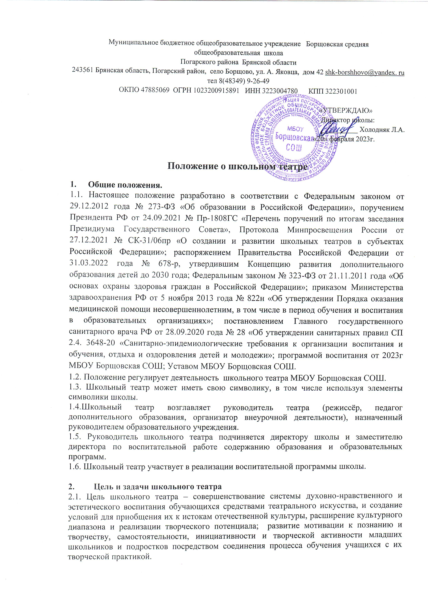 Муниципальное бюджетное общеобразовательное учреждение Борщовская средняя
общеобразовательная школа
Погарского района Брянской области
243561 Брянская область, Погарский район, село Борщово, ул. А. Яковца, дом 42 shk-borshhovo@yandex. ru
тел 8(48349) 9-26-49
ОКПО 47885069 ОГРН 1023200915891 ИНН 3223004780 КПП 322301001
«УТВЕРЖДАЮ»
Директор школы:
Холодняк Л.А.
февраля 2023г.
МБОУ
Борщовская
СОШ
Положение о школьном театре
1. Общие положения.
1.1. Настоящее положение разработано в соответствии с Федеральным законом от
29.12.2012 года № 273-ФЗ «Об образовании в Российской Федерации», поручением
Президента РФ от 24.09.2021 № Пр-1808ГС «Перечень поручений по итогам заседания
Президиума Государственного Совета», Протокола Минпросвещения России от
27.12.2021 № СК-31/06пр «О создании и развитии школьных театров в субъектах
Российской Федерации»; распоряжением Правительства Российской Федерации от
31.03.2022 года № 678-р, утвердившим Концепцию развития дополнительного
образования детей до 2030 года; Федеральным законом № 323-ФЗ от 21.11.2011 года «Об
основах охраны здоровья граждан в Российской Федерации»; приказом Министерства
здравоохранения РФ от 5 ноября 2013 года № 822н «Об утверждении Порядка оказания
медицинской помощи несовершеннолетним, в том числе в период обучения и воспитания
в образовательных организациях»; постановлением Главного государственного
санитарного врача РФ от 28.09.2020 года № 28 «Об утверждении санитарных правил СП
2.4. 3648-20 «Санитарно-эпидемиологические требования к организации воспитания и
обучения, отдыха и оздоровления детей и молодежи»; программой воспитания от 2023г
МБОУ Борщовская СОШ; Уставом МБОУ Борщовская СОШ.
1.2. Положение регулирует деятельность школьного театра МБОУ Борщовская СОШ.
1.3. Школьный театр может иметь свою символику, в том числе используя элементы
символики школы.
1.4.Школьный театр возглавляет руководитель театра (режиссёр, педагог
дополнительного образования, организатор внеурочной деятельности), назначенный
руководителем образовательного учреждения.
1.5. Руководитель школьного театра подчиняется директору школы и заместителю
директора по воспитательной работе содержанию образования и образовательных
программ.
1.6. Школьный театр участвует в реализации воспитательной программы школы.
2. Цель и задачи школьного театра
2.1. Цель школьного театра – совершенствование системы духовно-нравственного и
эстетического воспитания обучающихся средствами театрального искусства, и создание
условий для приобщения их к истокам отечественной культуры, расширение культурного
диапазона и реализации творческого потенциала; развитие мотивации к познанию и
творчеству, самостоятельности, инициативности и творческой активности младших
школьников и подростков посредством соединения процесса обучения учащихся с их
творческой практикой.